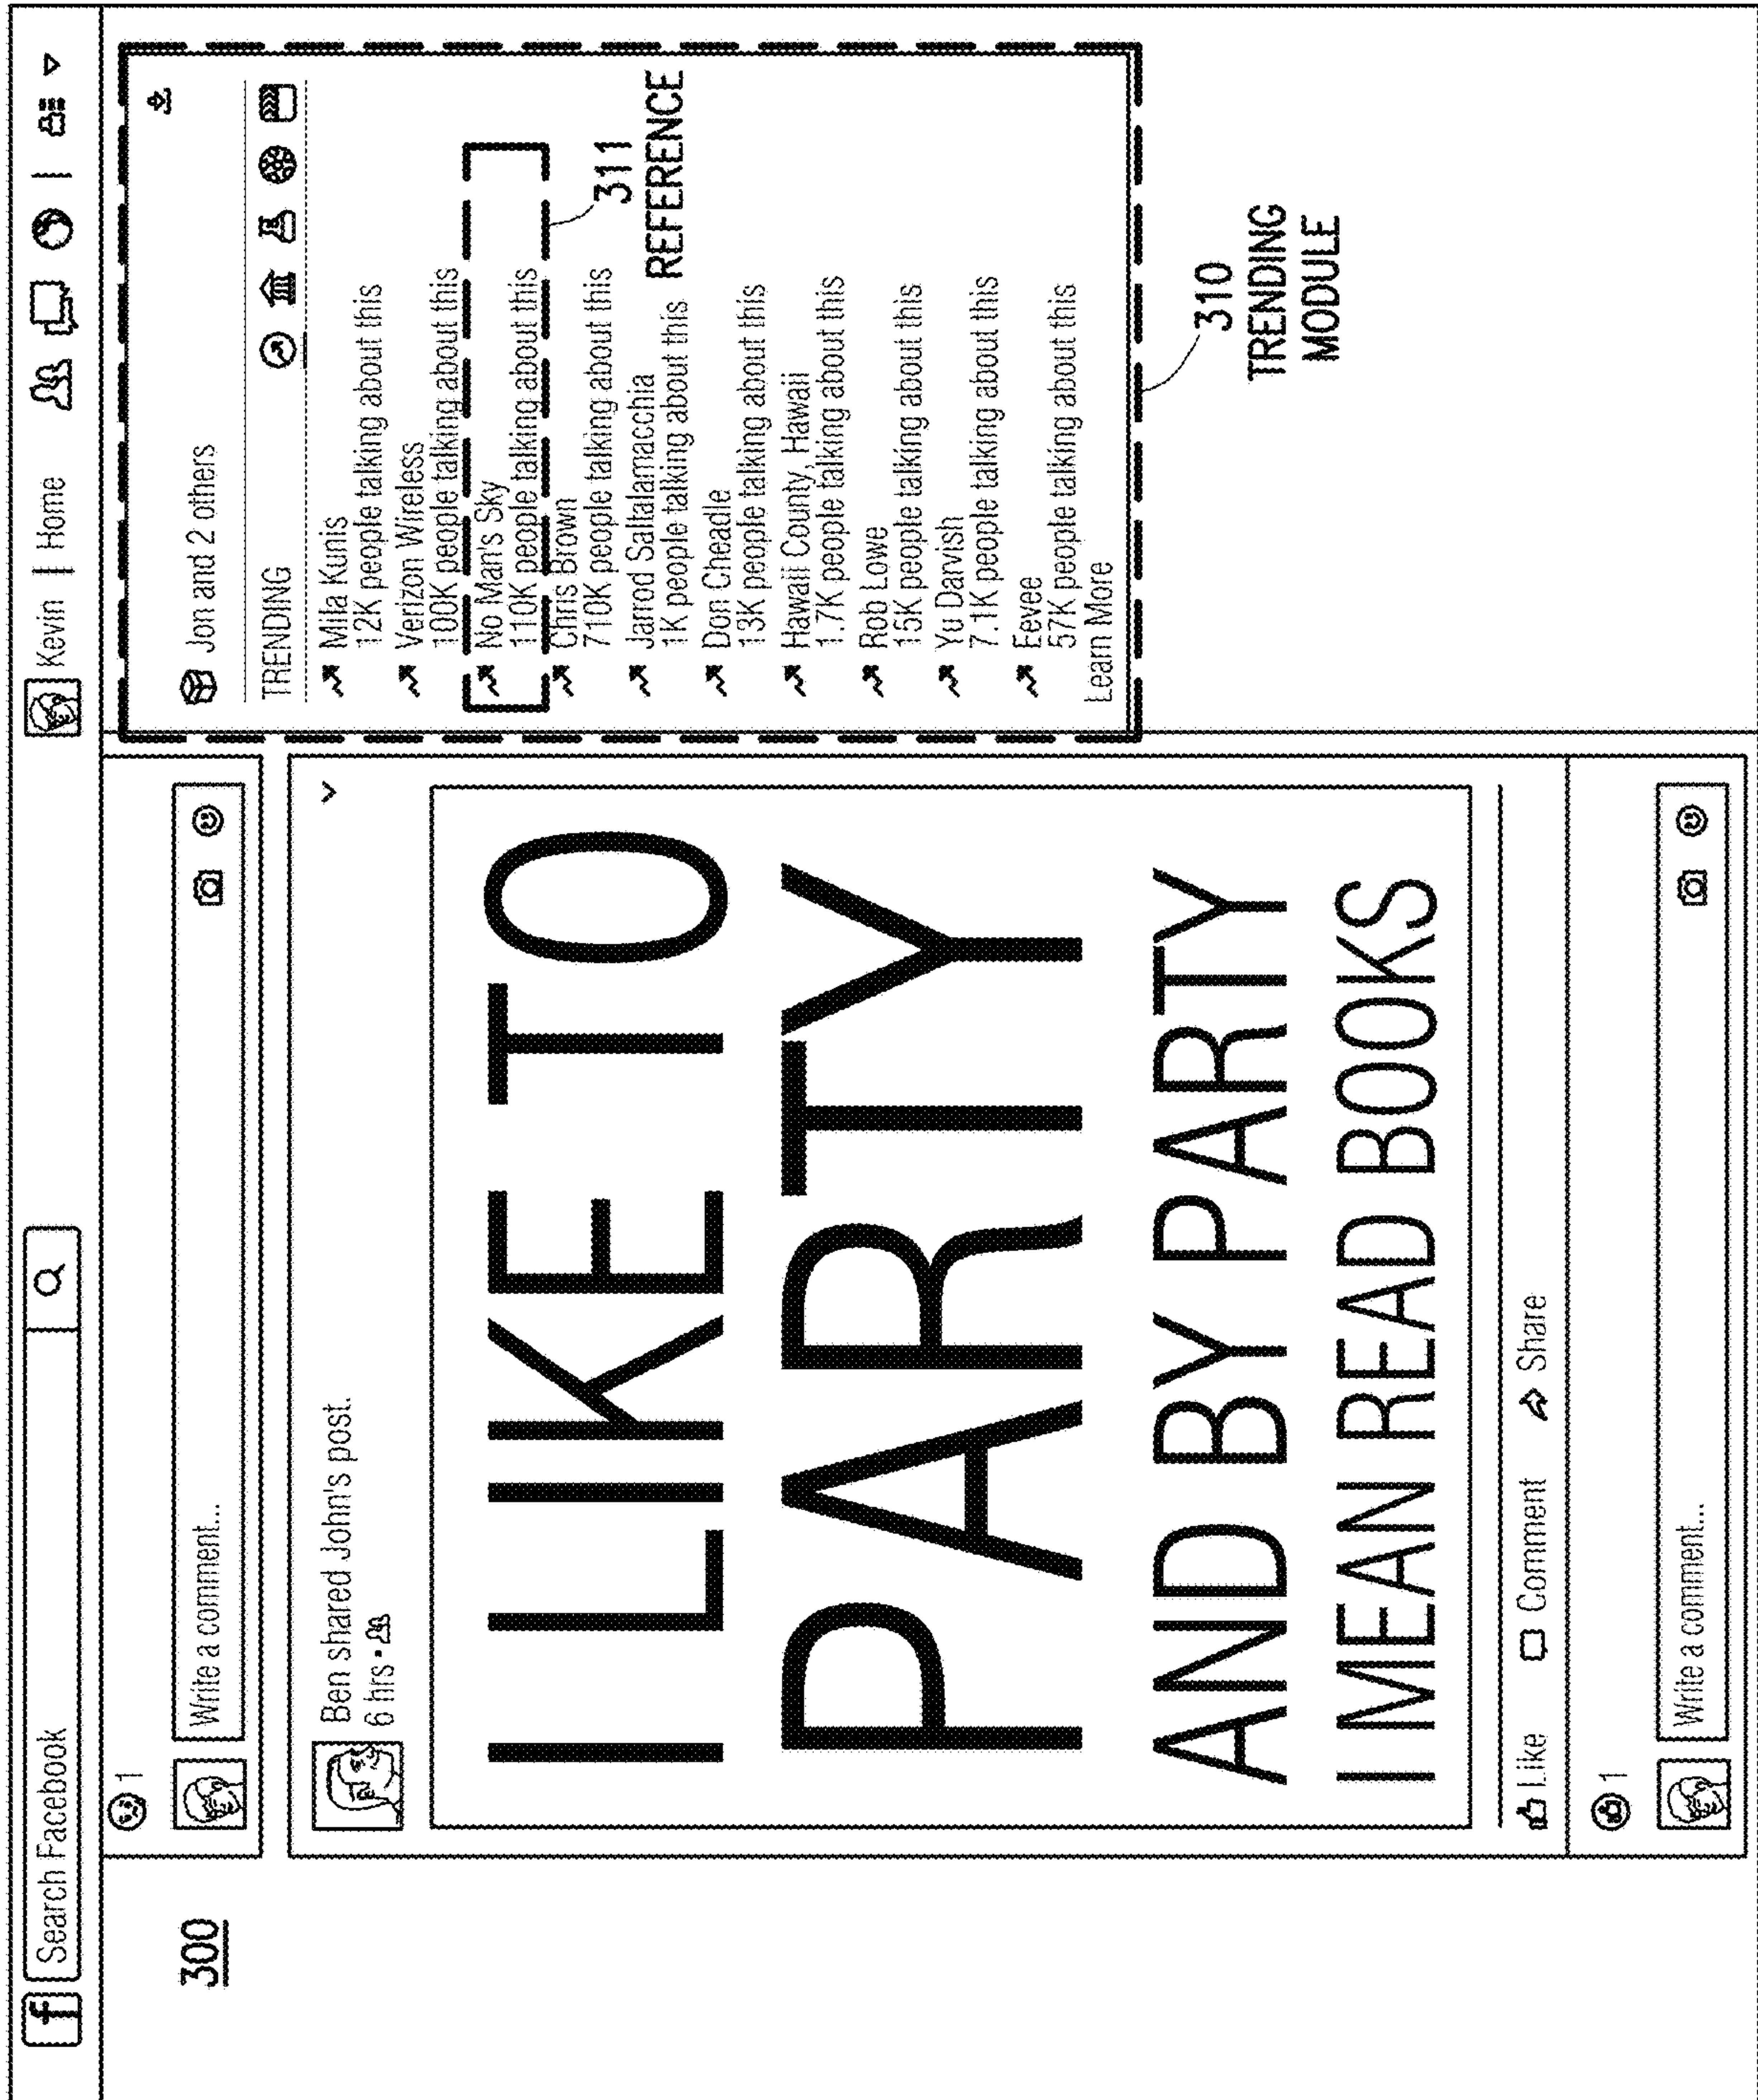 f Search Facebook Kevin | Home
300
1
Write a comment...
Ben shared John's post.
6 hrs •
I LIKE TO
PARTY
AND BY PARTY
I MEAN READ BOOKS
Like Comment Share
1
Write a comment...
Jon and 2 others
TRENDING
Mila Kunis
12K people talking about this
Verizon Wireless
100K people talking about this
No Man's Sky
110K people talking about this
Chris Brown
710K people talking about this
Jarrod Saltalamacchia
1K people talking about this
Don Cheadle
13K people talking about this
Hawaii County, Hawaii
1.7K people talking about this
Rob Lowe
15K people talking about this
Yu Darvish
7.1K people talking about this
Eevee
57K people talking about this
Learn More
311
REFERENCE
310
TRENDING
MODULE